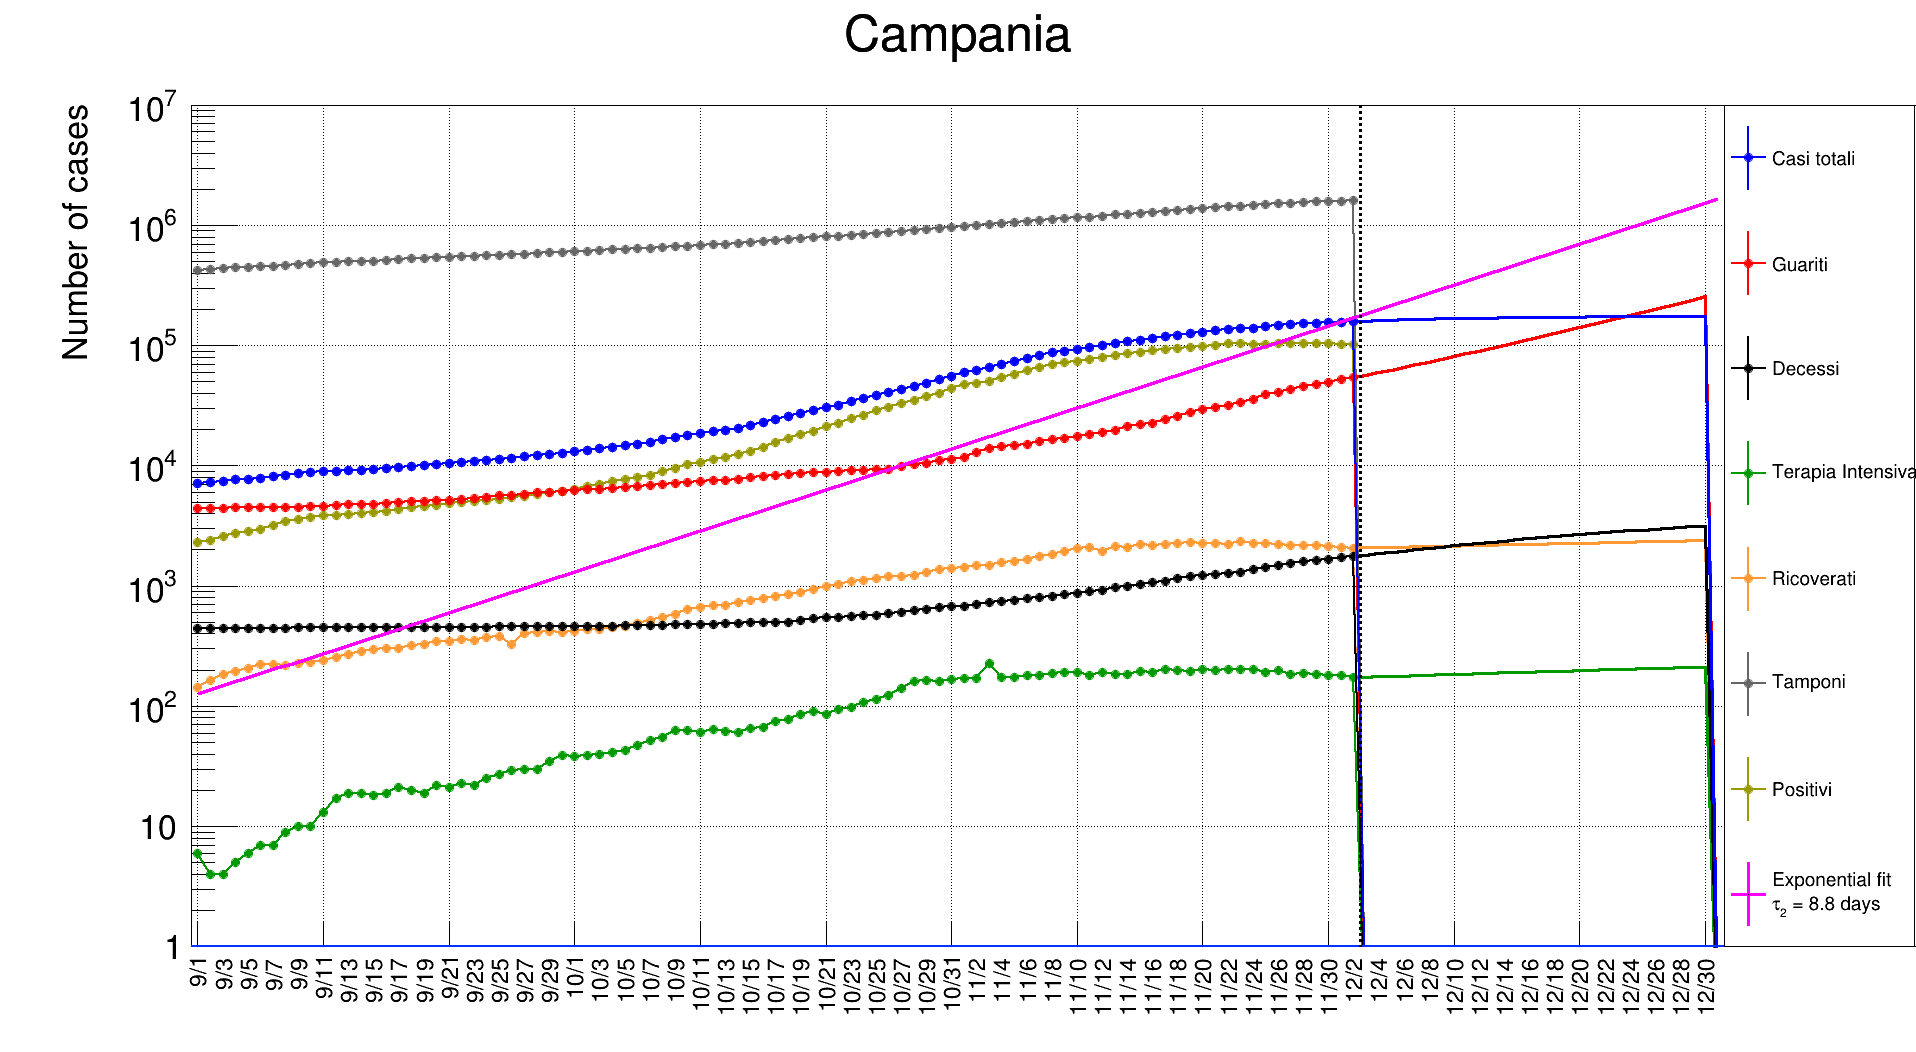 Campania
Number of cases
10^7
10^6
10^5
10^4
10^3
10^2
10
1
9/1 9/3 9/5 9/7 9/9 9/11 9/13 9/15 9/17 9/19 9/21 9/23 9/25 9/27 9/29 10/1 10/3 10/5 10/7 10/9 10/11 10/13 10/15 10/17 10/19 10/21 10/23 10/25 10/27 10/29 10/31 11/2 11/4 11/6 11/8 11/10 11/12 11/14 11/16 11/18 11/20 11/22 11/24 11/26 11/28 11/30 12/2 12/4 12/6 12/8 12/10 12/12 12/14 12/16 12/18 12/20 12/22 12/24 12/26 12/28 12/30
Casi totali
Guariti
Decessi
Terapia Intensiva
Ricoverati
Tamponi
Positivi
Exponential fit
τ₂ = 8.8 days